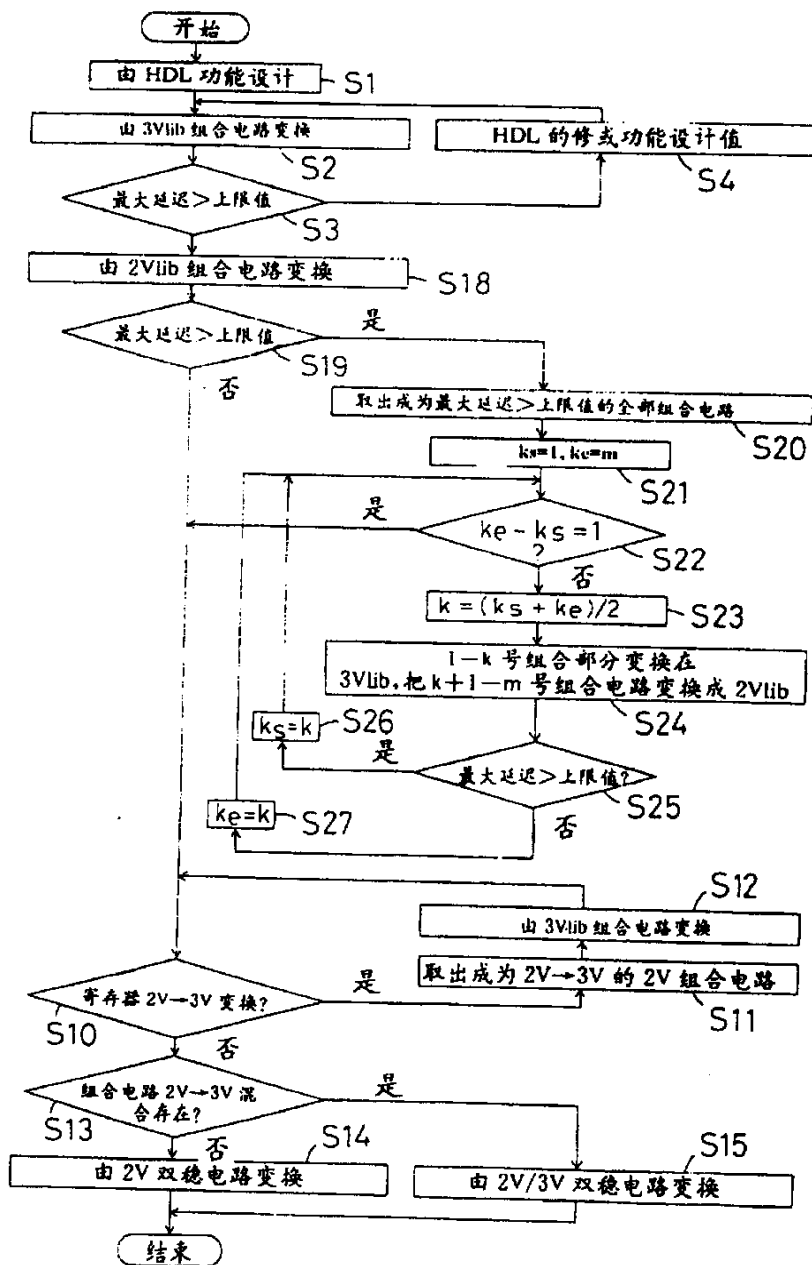 开始
由 HDL 功能设计
S1
由 3Vlib 组合电路变换
S2
HDL 的修或功能设计值
S4
最大延迟>上限值
S3
由 2Vlib 组合电路变换
S18
最大延迟>上限值
S19
是
否
取出成为最大延迟>上限值的全部组合电路
S20
ks=1, ke=m
S21
是
ke-ks=1
?
S22
否
k=(ks+ke)/2
S23
1—k 号组合部分变换在
3Vlib,把 k+1—m 号组合电路变换成 2Vlib
S24
ks=k
S26
是
最大延迟>上限值?
S25
ke=k
S27
否
S12
由 3Vlib 组合电路变换
寄存器 2V→3V 变换?
S10
是
取出成为 2V→3V 的 2V 组合电路
S11
否
组合电路 2V→3V 混
合存在?
S13
是
否
S14
由 2V 双稳电路变换
S15
由 2V/3V 双稳电路变换
结束